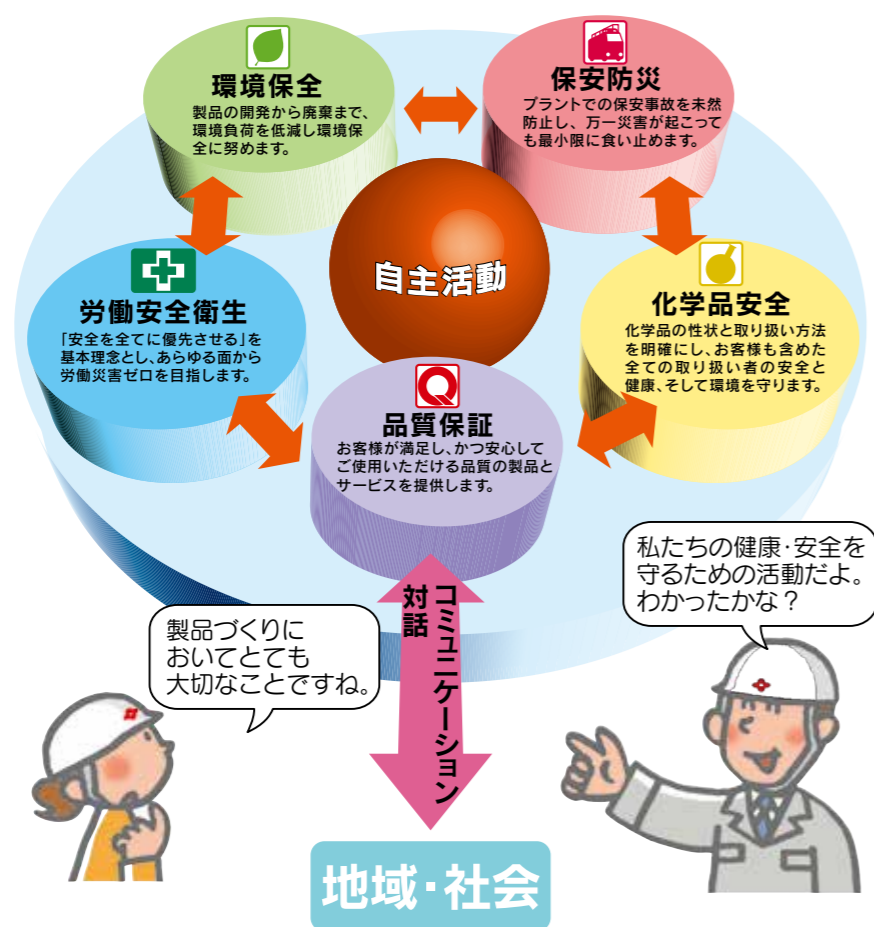 環境保全
製品の開発から廃棄まで、
環境負荷を低減し環境保
全に努めます。
保安防災
プラントでの保安事故を未然
防止し、万一災害が起こって
も最小限に食い止めます。
自主活動
労働安全衛生
「安全を全てに優先させる」を
基本理念とし、あらゆる面から
労働災害ゼロを目指します。
化学品安全
化学品の性状と取り扱い方法
を明確にし、お客様も含めた
全ての取り扱い者の安全と
健康、そして環境を守ります。
品質保証
お客様が満足し、かつ安心して
ご使用いただける品質の製品と
サービスを提供します。
コミュニケーション
対話
私たちの健康・安全を
守るための活動だよ。
わかったかな？
製品づくりに
おいてとても
大切なことですね。
地域・社会